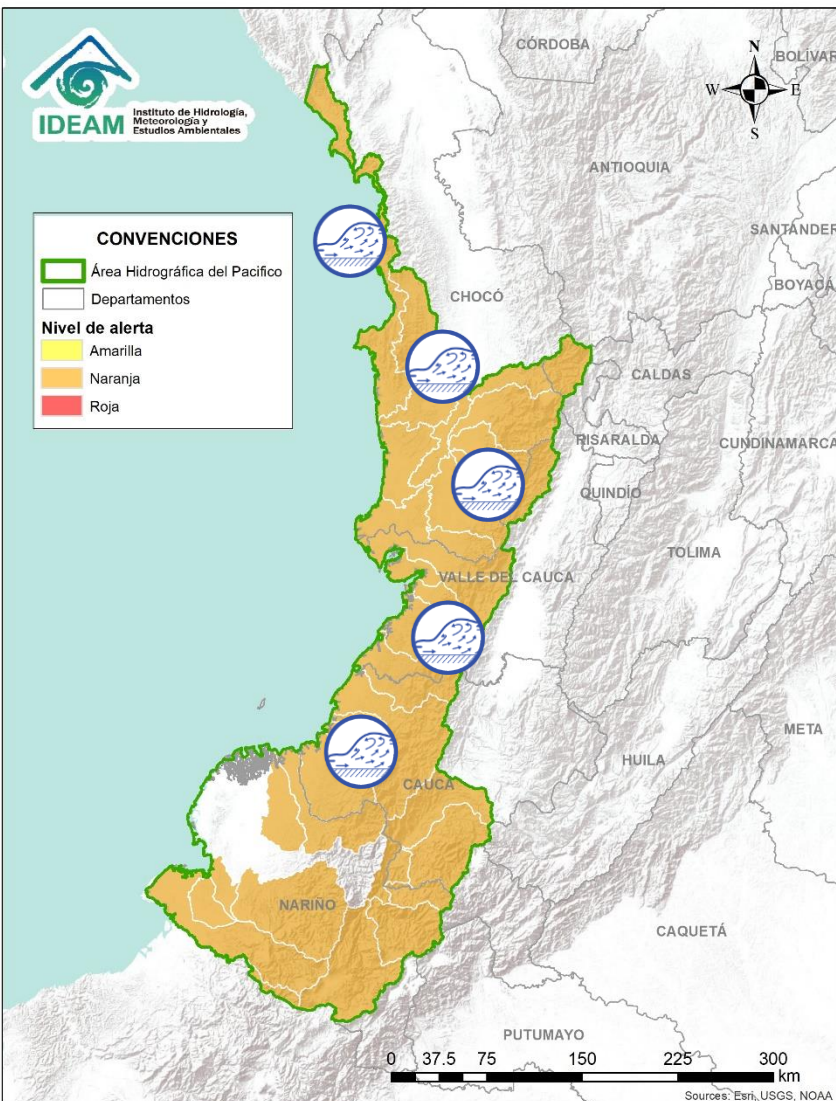 IDEAM
Instituto de Hidrología,
Meteorología y
Estudios Ambientales
CÓRDOBA
BOLÍVAR
N
W
E
S
ANTIOQUIA
CONVENCIONES
Área Hidrográfica del Pacifico
Departamentos
Nivel de alerta
Amarilla
Naranja
Roja
SANTANDER
BOYACÁ
CHOCÓ
CALDAS
RISARALDA
CUNDINAMARCA
QUINDÍO
TOLIMA
VALLE DEL CAUCA
META
HUILA
CAUCA
NARIÑO
CAQUETÁ
PUTUMAYO
0 37.5 75 150 225 300
km
Sources: Esri, USGS, NOAA